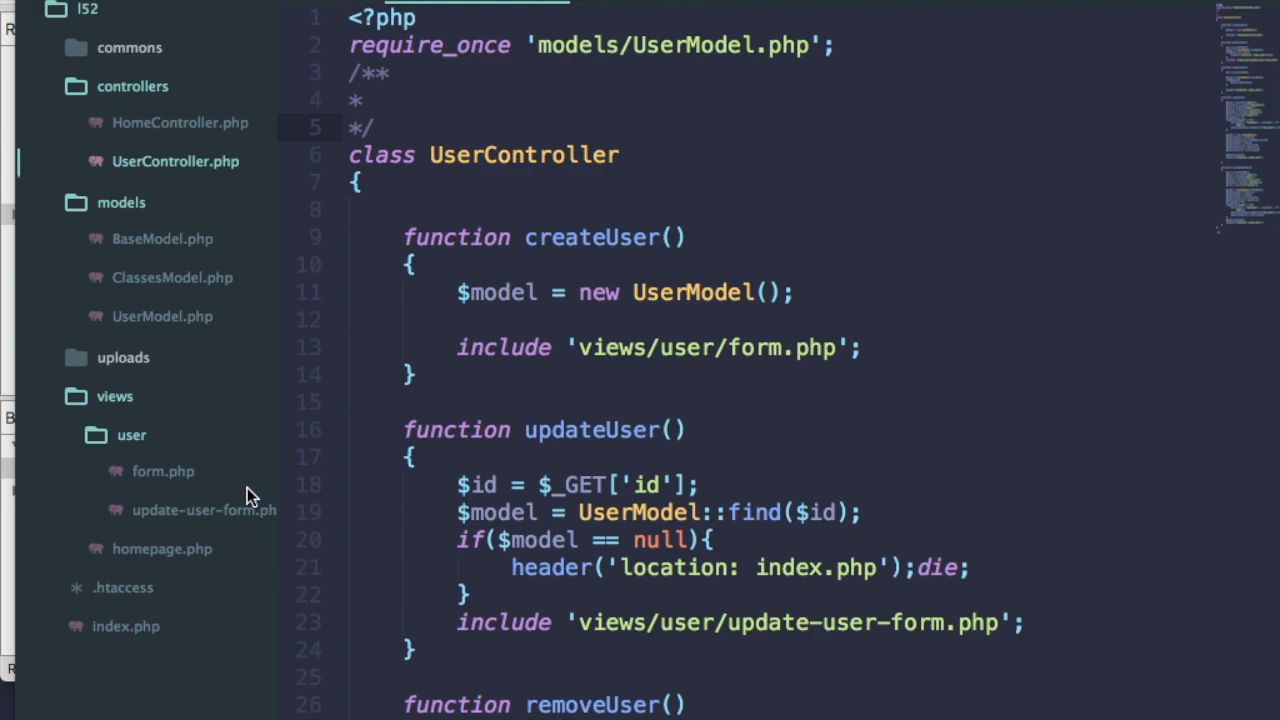 l52
commons
controllers
HomeController.php
UserController.php
models
BaseModel.php
ClassesModel.php
UserModel.php
uploads
views
user
form.php
update-user-form.ph
homepage.php
.htaccess
index.php
1 <?php
2 require_once 'models/UserModel.php';
3 /**
4 *
5 */
6 class UserController
7 {
8
9 function createUser()
10 {
11 $model = new UserModel();
12
13 include 'views/user/form.php';
14 }
15
16 function updateUser()
17 {
18 $id = $_GET['id'];
19 $model = UserModel::find($id);
20 if($model == null){
21 header('location: index.php');die;
22 }
23 include 'views/user/update-user-form.php';
24 }
25
26 function removeUser()